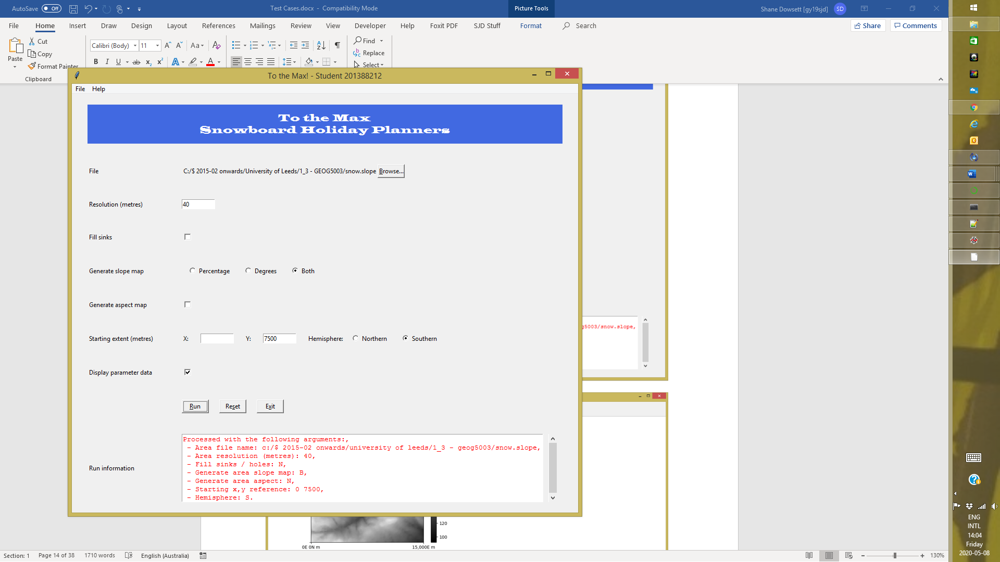 AutoSave Off
Test Cases.docx - Compatibility Mode
Picture Tools
Shane Dowsett [gy19sjd] SD
File Home Insert Draw Design Layout References Mailings Review View Developer Help Foxit PDF SJD Stuff Format Search
Share Comments
Paste
Cut
Copy
Format Painter
Clipboard
Calibri (Body) 11
Find
Replace
Select
To the Max! - Student 201388212
File Help
To the Max
Snowboard Holiday Planners
File C:/$ 2015-02 onwards/University of Leeds/1_3 - GEOG5003/snow.slope Browse...
Resolution (metres) 40
Fill sinks
Generate slope map Percentage Degrees Both
Generate aspect map
Starting extent (metres) X: Y: 7500 Hemisphere: Northern Southern
Display parameter data
Run Reset Exit
Run information
Processed with the following arguments:,
- Area file name: c:/$ 2015-02 onwards/university of leeds/1_3 - geog5003/snow.slope,
- Area resolution (metres): 40,
- Fill sinks / holes: N,
- Generate area slope map: B,
- Generate area aspect: N,
- Starting x,y reference: 0 7500,
- Hemisphere: S.
g5003/snow.slope,
120
100
0E 0N m 15,000E m
ENG
INTL
14:04
Friday
2020-05-08
Section: 1 Page 14 of 38 1710 words English (Australia) 130%